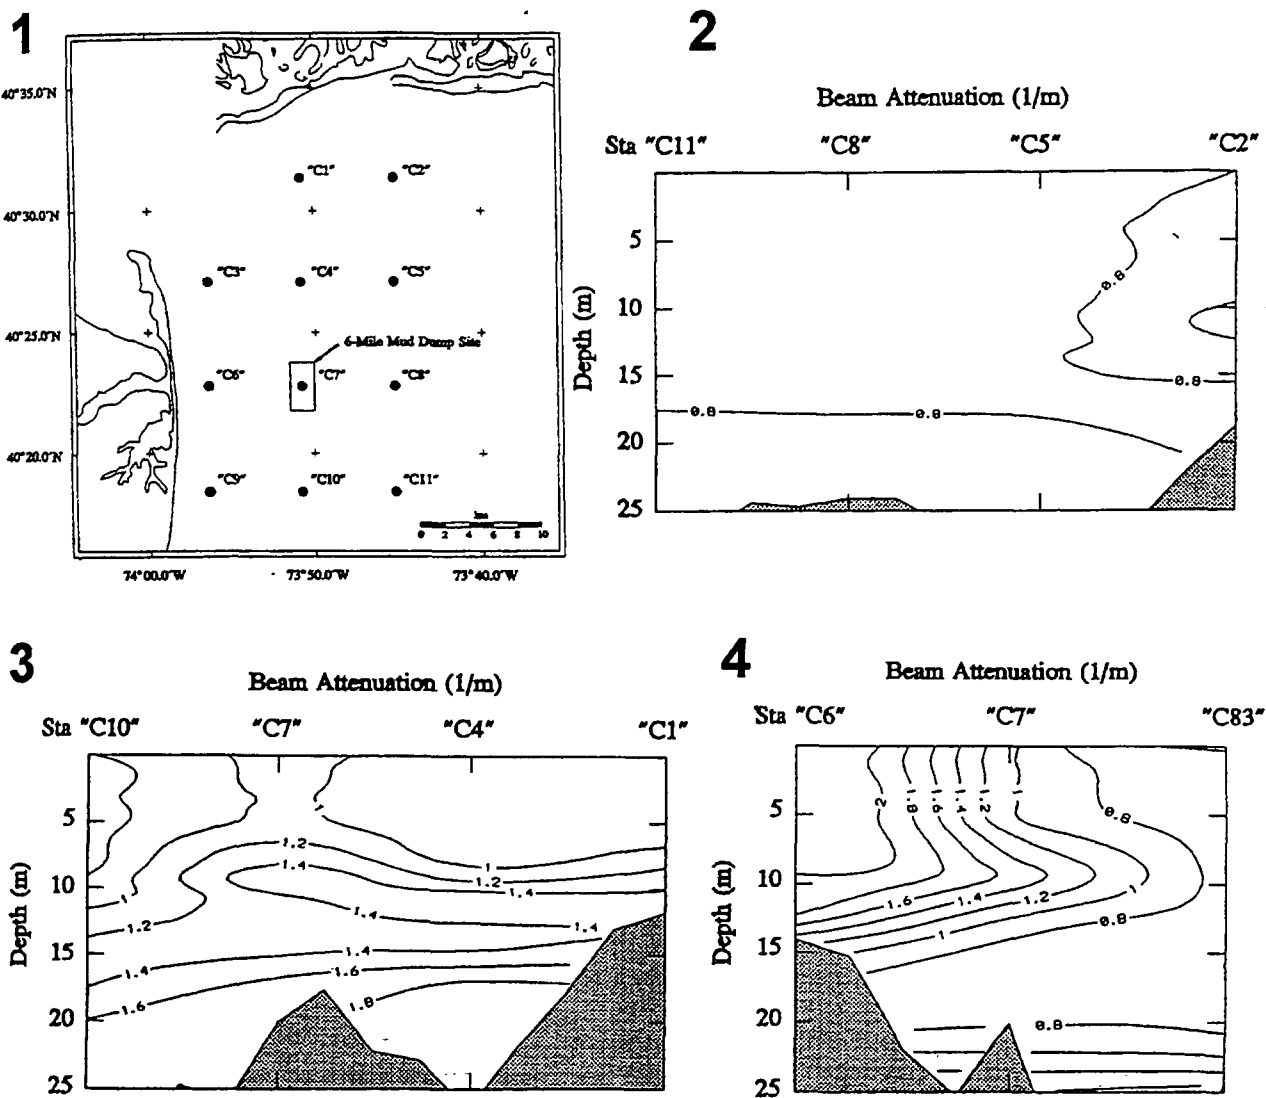 1
40°35.0'N
40°30.0'N
40°25.0'N
40°20.0'N
"C1"
"C2"
"C3"
"C4"
"C5"
6-Mile Mud Dump Site
"C6"
"C7"
"C8"
"C9"
"C10"
"C11"
kms
0 2 4 6 8 10
74°00.0'W
73°50.0'W
73°40.0'W
2
Beam Attenuation (1/m)
Sta "C11" "C8" "C5" "C2"
Depth (m)
5
10
15
20
25
0.8
0.8
0.8
0.8
3
Beam Attenuation (1/m)
Sta "C10" "C7" "C4" "C1"
Depth (m)
5
10
15
20
25
1
1.2
1
1.4
1.2
1.4
1
1.4
1.2
1.4
1.4
1.4
1.6
1.6
1.8
4
Beam Attenuation (1/m)
Sta "C6" "C7" "C83"
Depth (m)
5
10
15
20
25
2
1.8
1.6
1.4
1.2
1
0.8
1.6
1.4
1.2
1
1
0.8
0.8